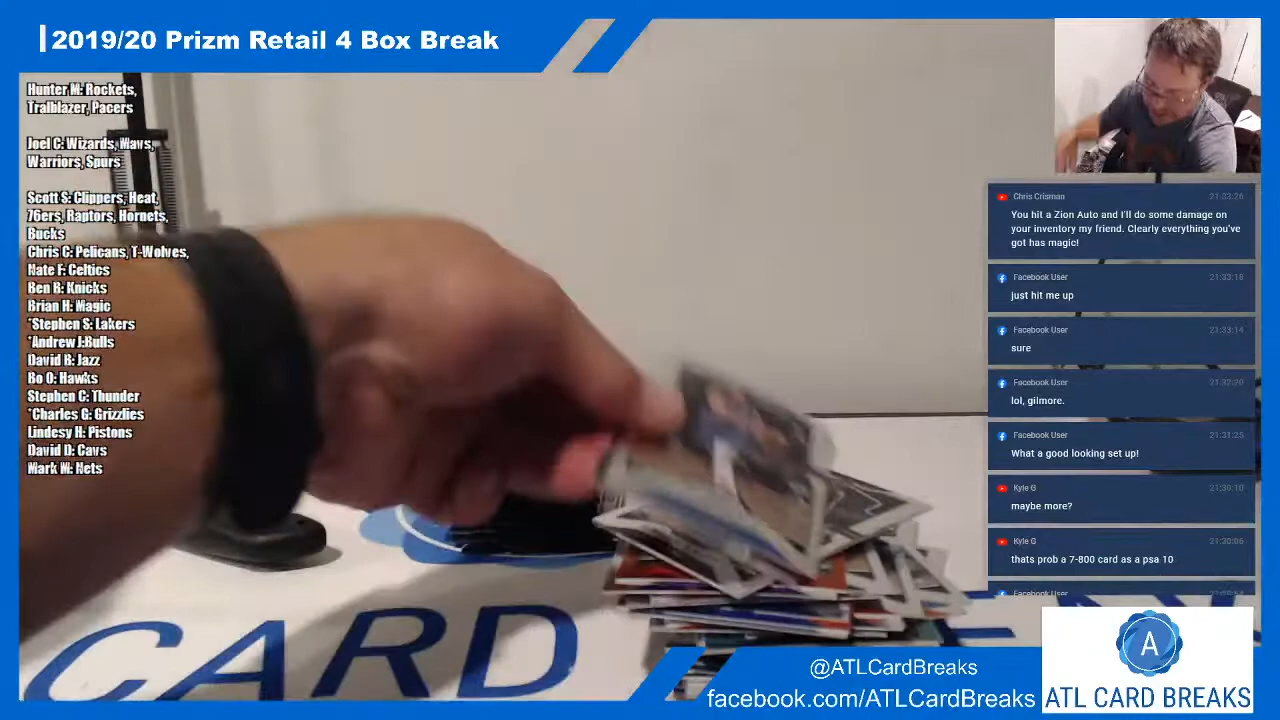 2019/20 Prizm Retail 4 Box Break
Hunter M: Rockets,
Trailblazer, Pacers
Joel C: Wizards, Mavs,
Warriors, Spurs
Scott S: Clippers, Heat,
76ers, Raptors, Hornets,
Bucks
Chris C: Pelicans, T-Wolves,
Nate F: Celtics
Ben R: Knicks
Brian H: Magic
*Stephen S: Lakers
*Andrew J:Bulls
David R: Jazz
Bo O: Hawks
Stephen C: Thunder
*Charles G: Grizzlies
Lindesy H: Pistons
David D: Cavs
Mark M: Nets
Chris Crisman 21:33:26
You hit a Zion Auto and I'll do some damage on
your inventory my friend. Clearly everything you've
got has magic!
Facebook User 21:33:18
just hit me up
Facebook User 21:33:14
sure
Facebook User 21:32:20
lol, gilmore.
Facebook User 21:31:25
What a good looking set up!
Kyle G 21:30:10
maybe more?
Kyle G 21:30:06
thats prob a 7-800 card as a psa 10
Facebook User
CARD
A
ATL CARD BREAKS
@ATLCardBreaks
facebook.com/ATLCardBreaks